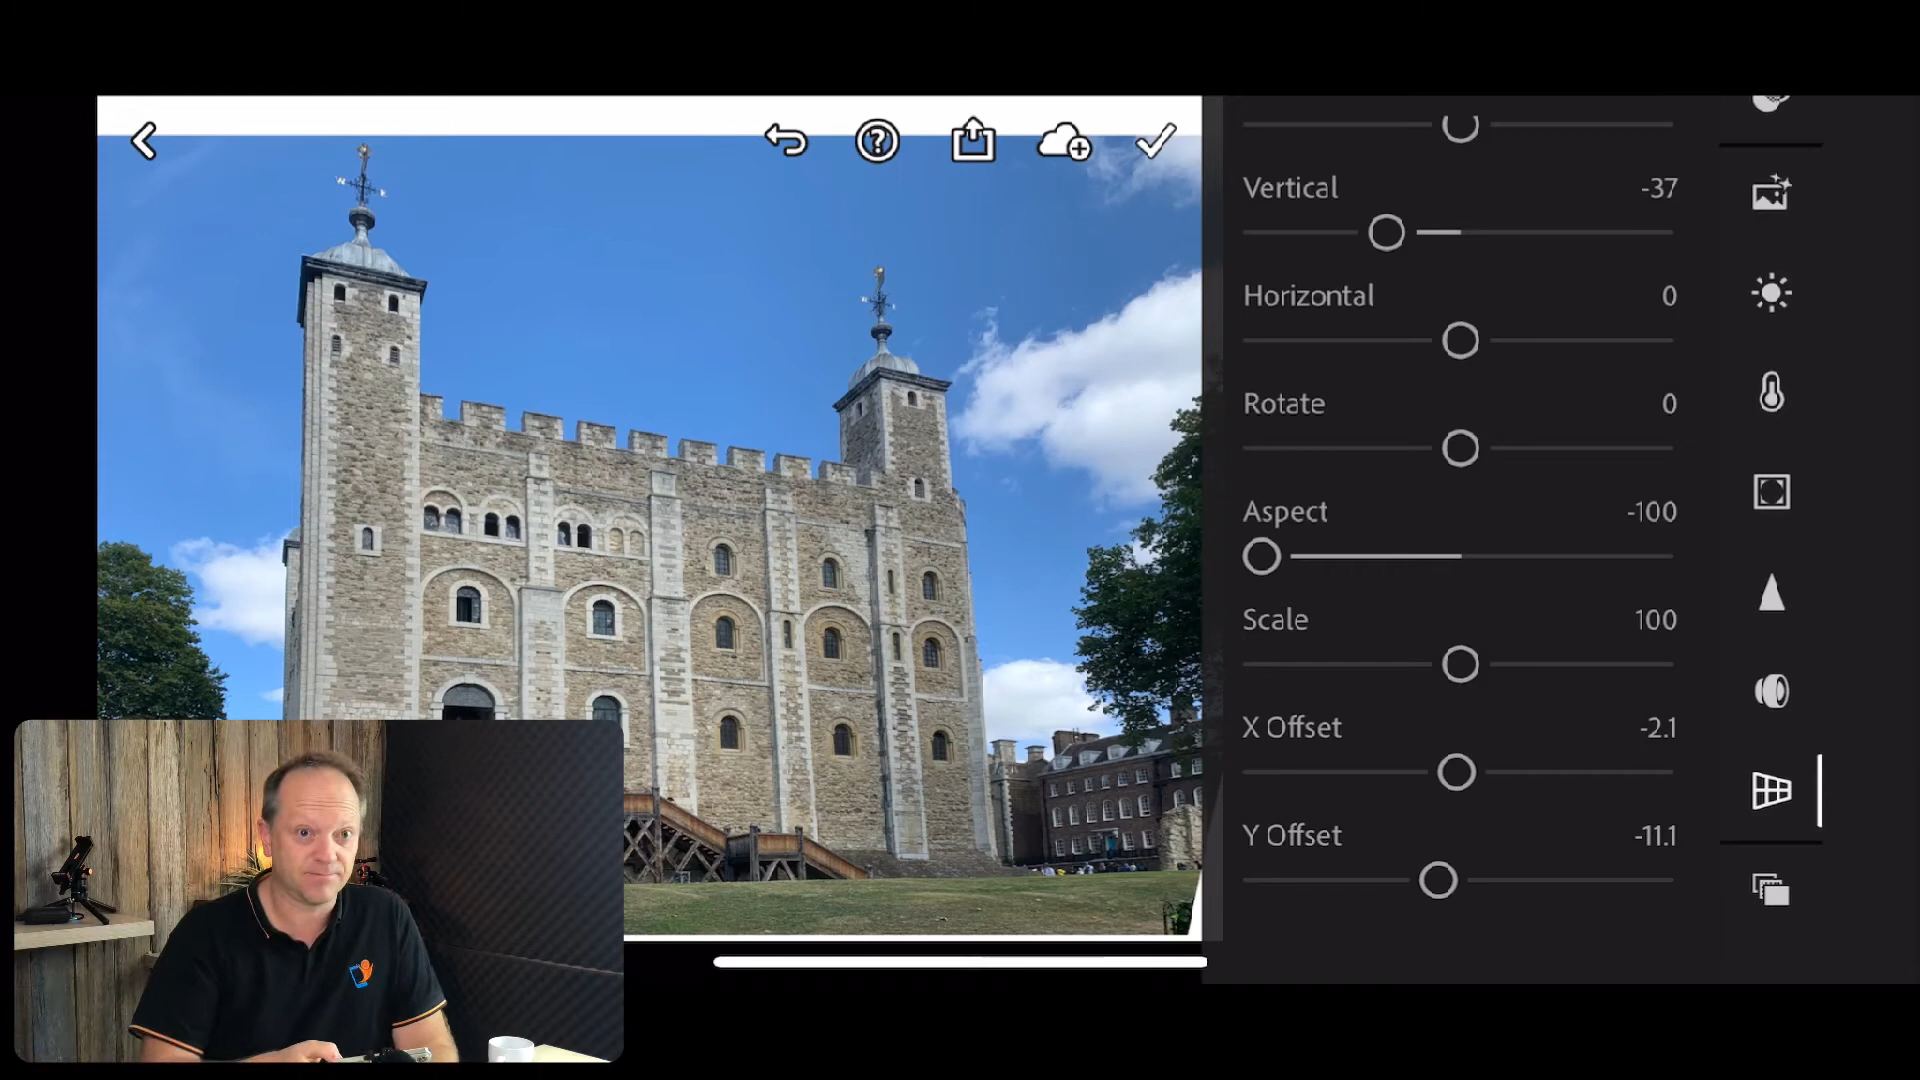 Vertical -37
Horizontal 0
Rotate 0
Aspect -100
Scale 100
X Offset -2.1
Y Offset -11.1